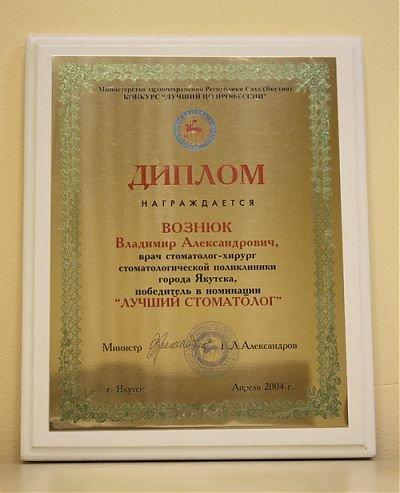 Министерство здравоохранения Республики Саха (Якутия)
КОНКУРС "ЛУЧШИЙ ПО ПРОФЕССИИ"
ДИПЛОМ
НАГРАЖДАЕТСЯ
ВОЗНЮК
Владимир Александрович,
врач стоматолог-хирург
стоматологической поликлиники
города Якутска,
победитель в номинации
"ЛУЧШИЙ СТОМАТОЛОГ"
Министр Л.Александров
г. Якутск Апрель 2004 г.